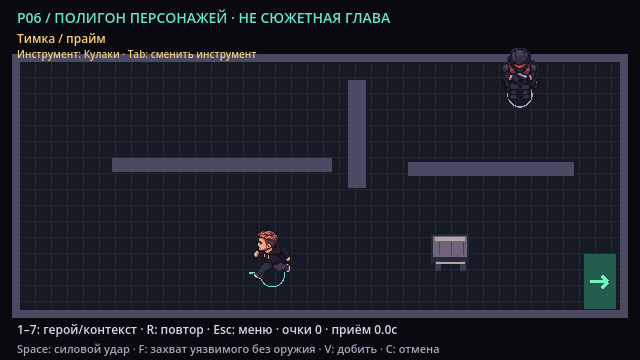 P06 / ПОЛИГОН ПЕРСОНАЖЕЙ · НЕ СЮЖЕТНАЯ ГЛАВА
Тимка / прайм
Инструмент: Кулаки · Tab: сменить инструмент
1–7: герой/контекст · R: повтор · Esc: меню · очки 0 · приём 0.0с
Space: силовой удар · F: захват уязвимого без оружия · V: добить · C: отмена